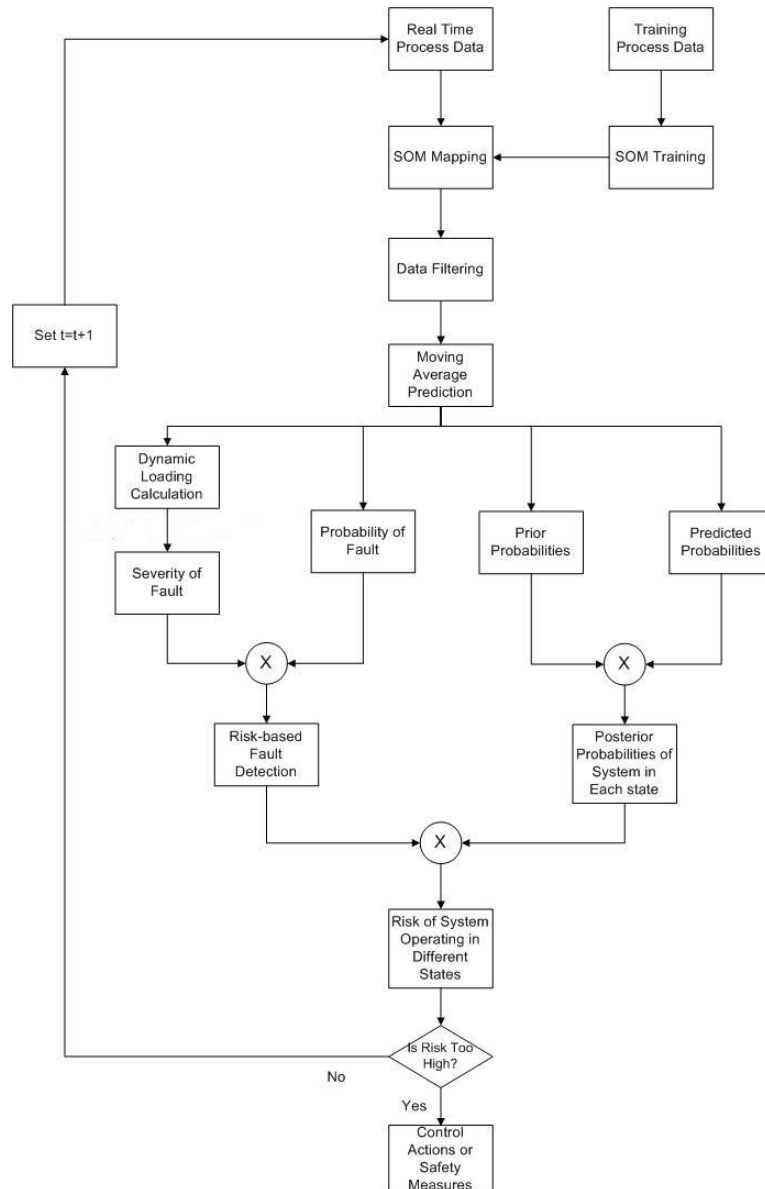 Real Time
Process Data
Training
Process Data
SOM Mapping
SOM Training
Data Filtering
Set t=t+1
Moving
Average
Prediction
Dynamic
Loading
Calculation
Probability of
Fault
Prior
Probabilities
Predicted
Probabilities
Severity of
Fault
X
X
Risk-based
Fault
Detection
Posterior
Probabilities of
System in
Each state
X
Risk of System
Operating in
Different
States
Is Risk Too
High?
No
Yes
Control
Actions or
Safety
Measures